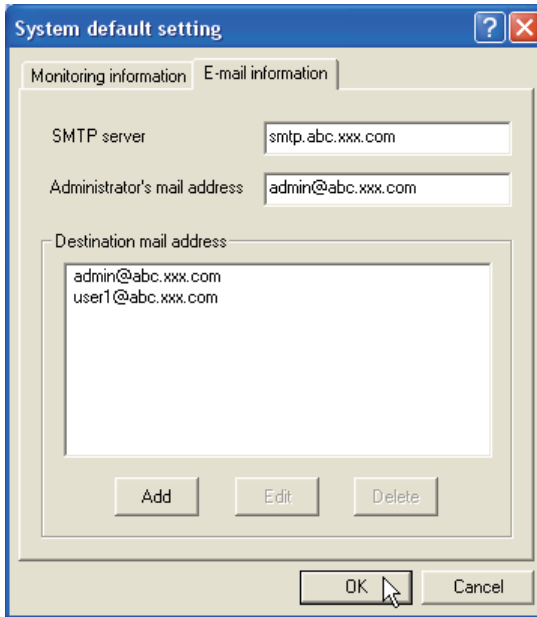 System default setting
Monitoring information E-mail information
SMTP server smtp.abc.xxx.com
Administrator's mail address admin@abc.xxx.com
Destination mail address
admin@abc.xxx.com
user1@abc.xxx.com
Add Edit Delete
OK Cancel